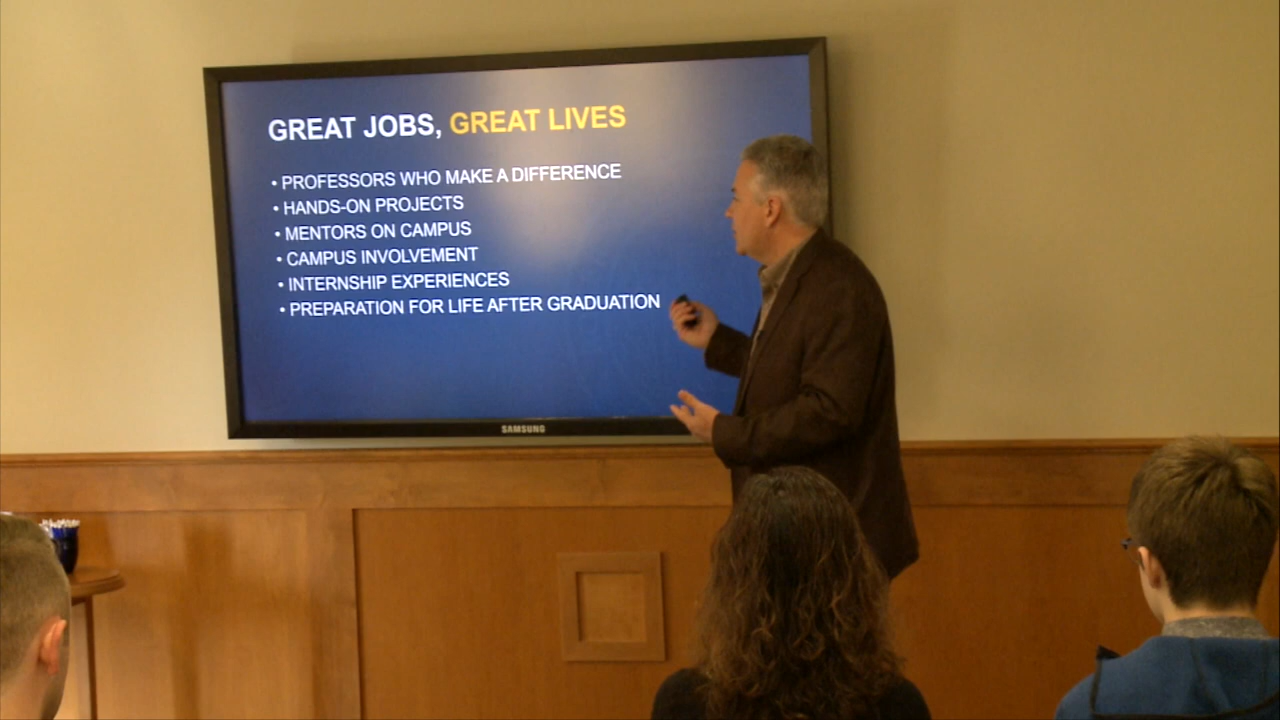 GREAT JOBS, GREAT LIVES
• PROFESSORS WHO MAKE A DIFFERENCE
• HANDS-ON PROJECTS
• MENTORS ON CAMPUS
• CAMPUS INVOLVEMENT
• INTERNSHIP EXPERIENCES
• PREPARATION FOR LIFE AFTER GRADUATION
SAMSUNG